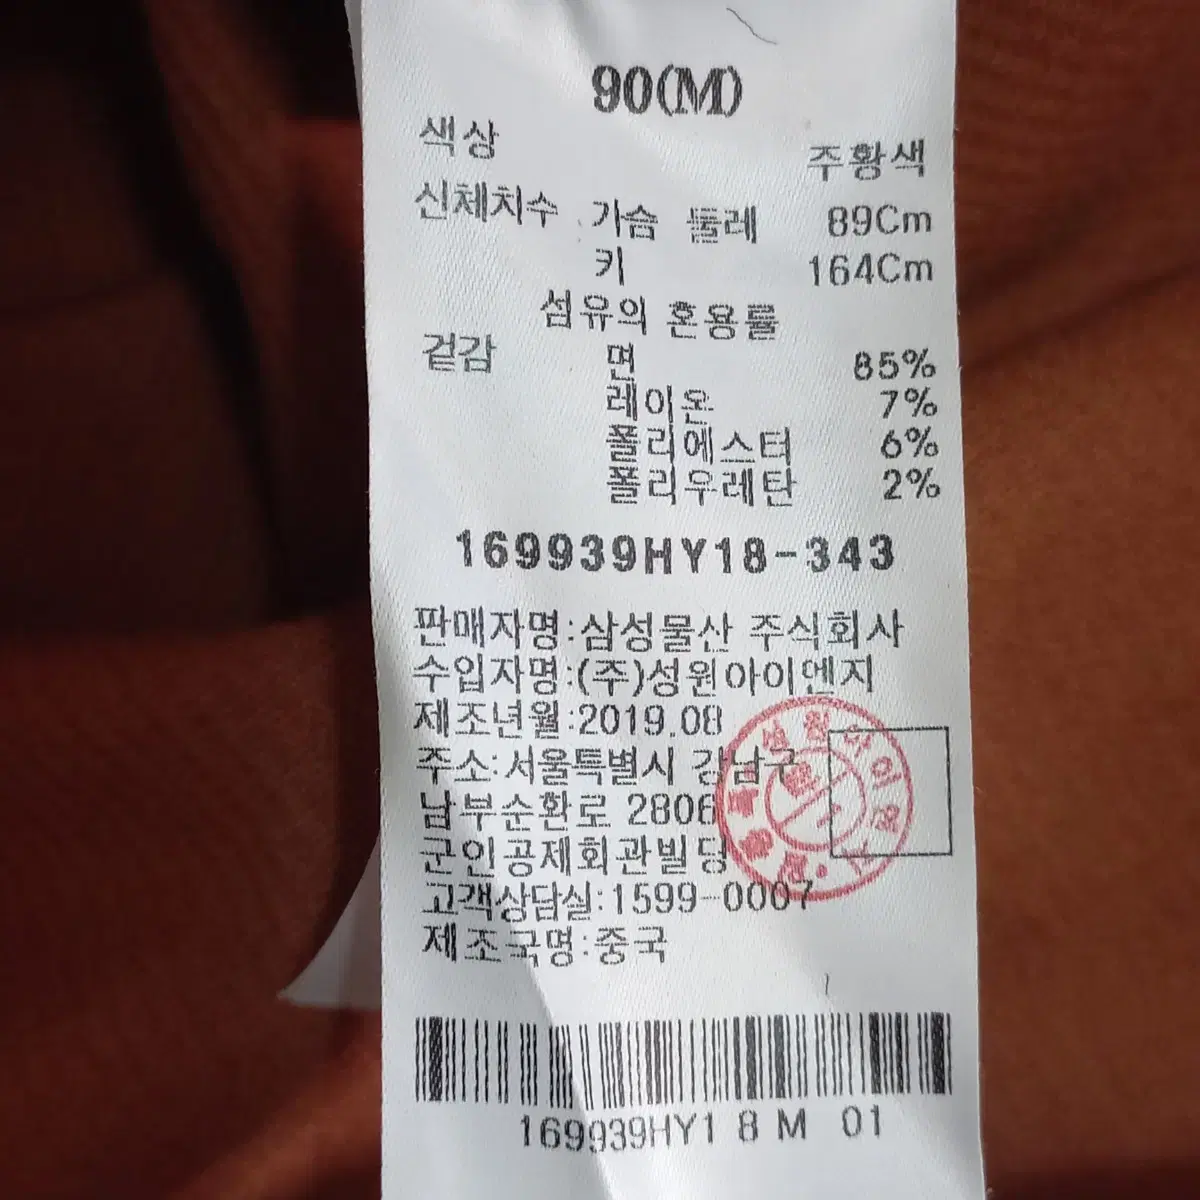 90(M)
색상 주황색
신체치수 가슴 둘레 89Cm
키 164Cm
섬유의 혼용률
겉감 면 85%
레이온 7%
폴리에스터 6%
폴리우레탄 2%
169939HY18-343
판매자명:삼성물산 주식회사
수입자명:(주)성원아이엔지
제조년월:2019.08
주소:서울특별시 강남구
남부순환로 2806
군인공제회관빌딩
고객상담실:1599-0007
제조국명:중국
169939HY1 8 M 01